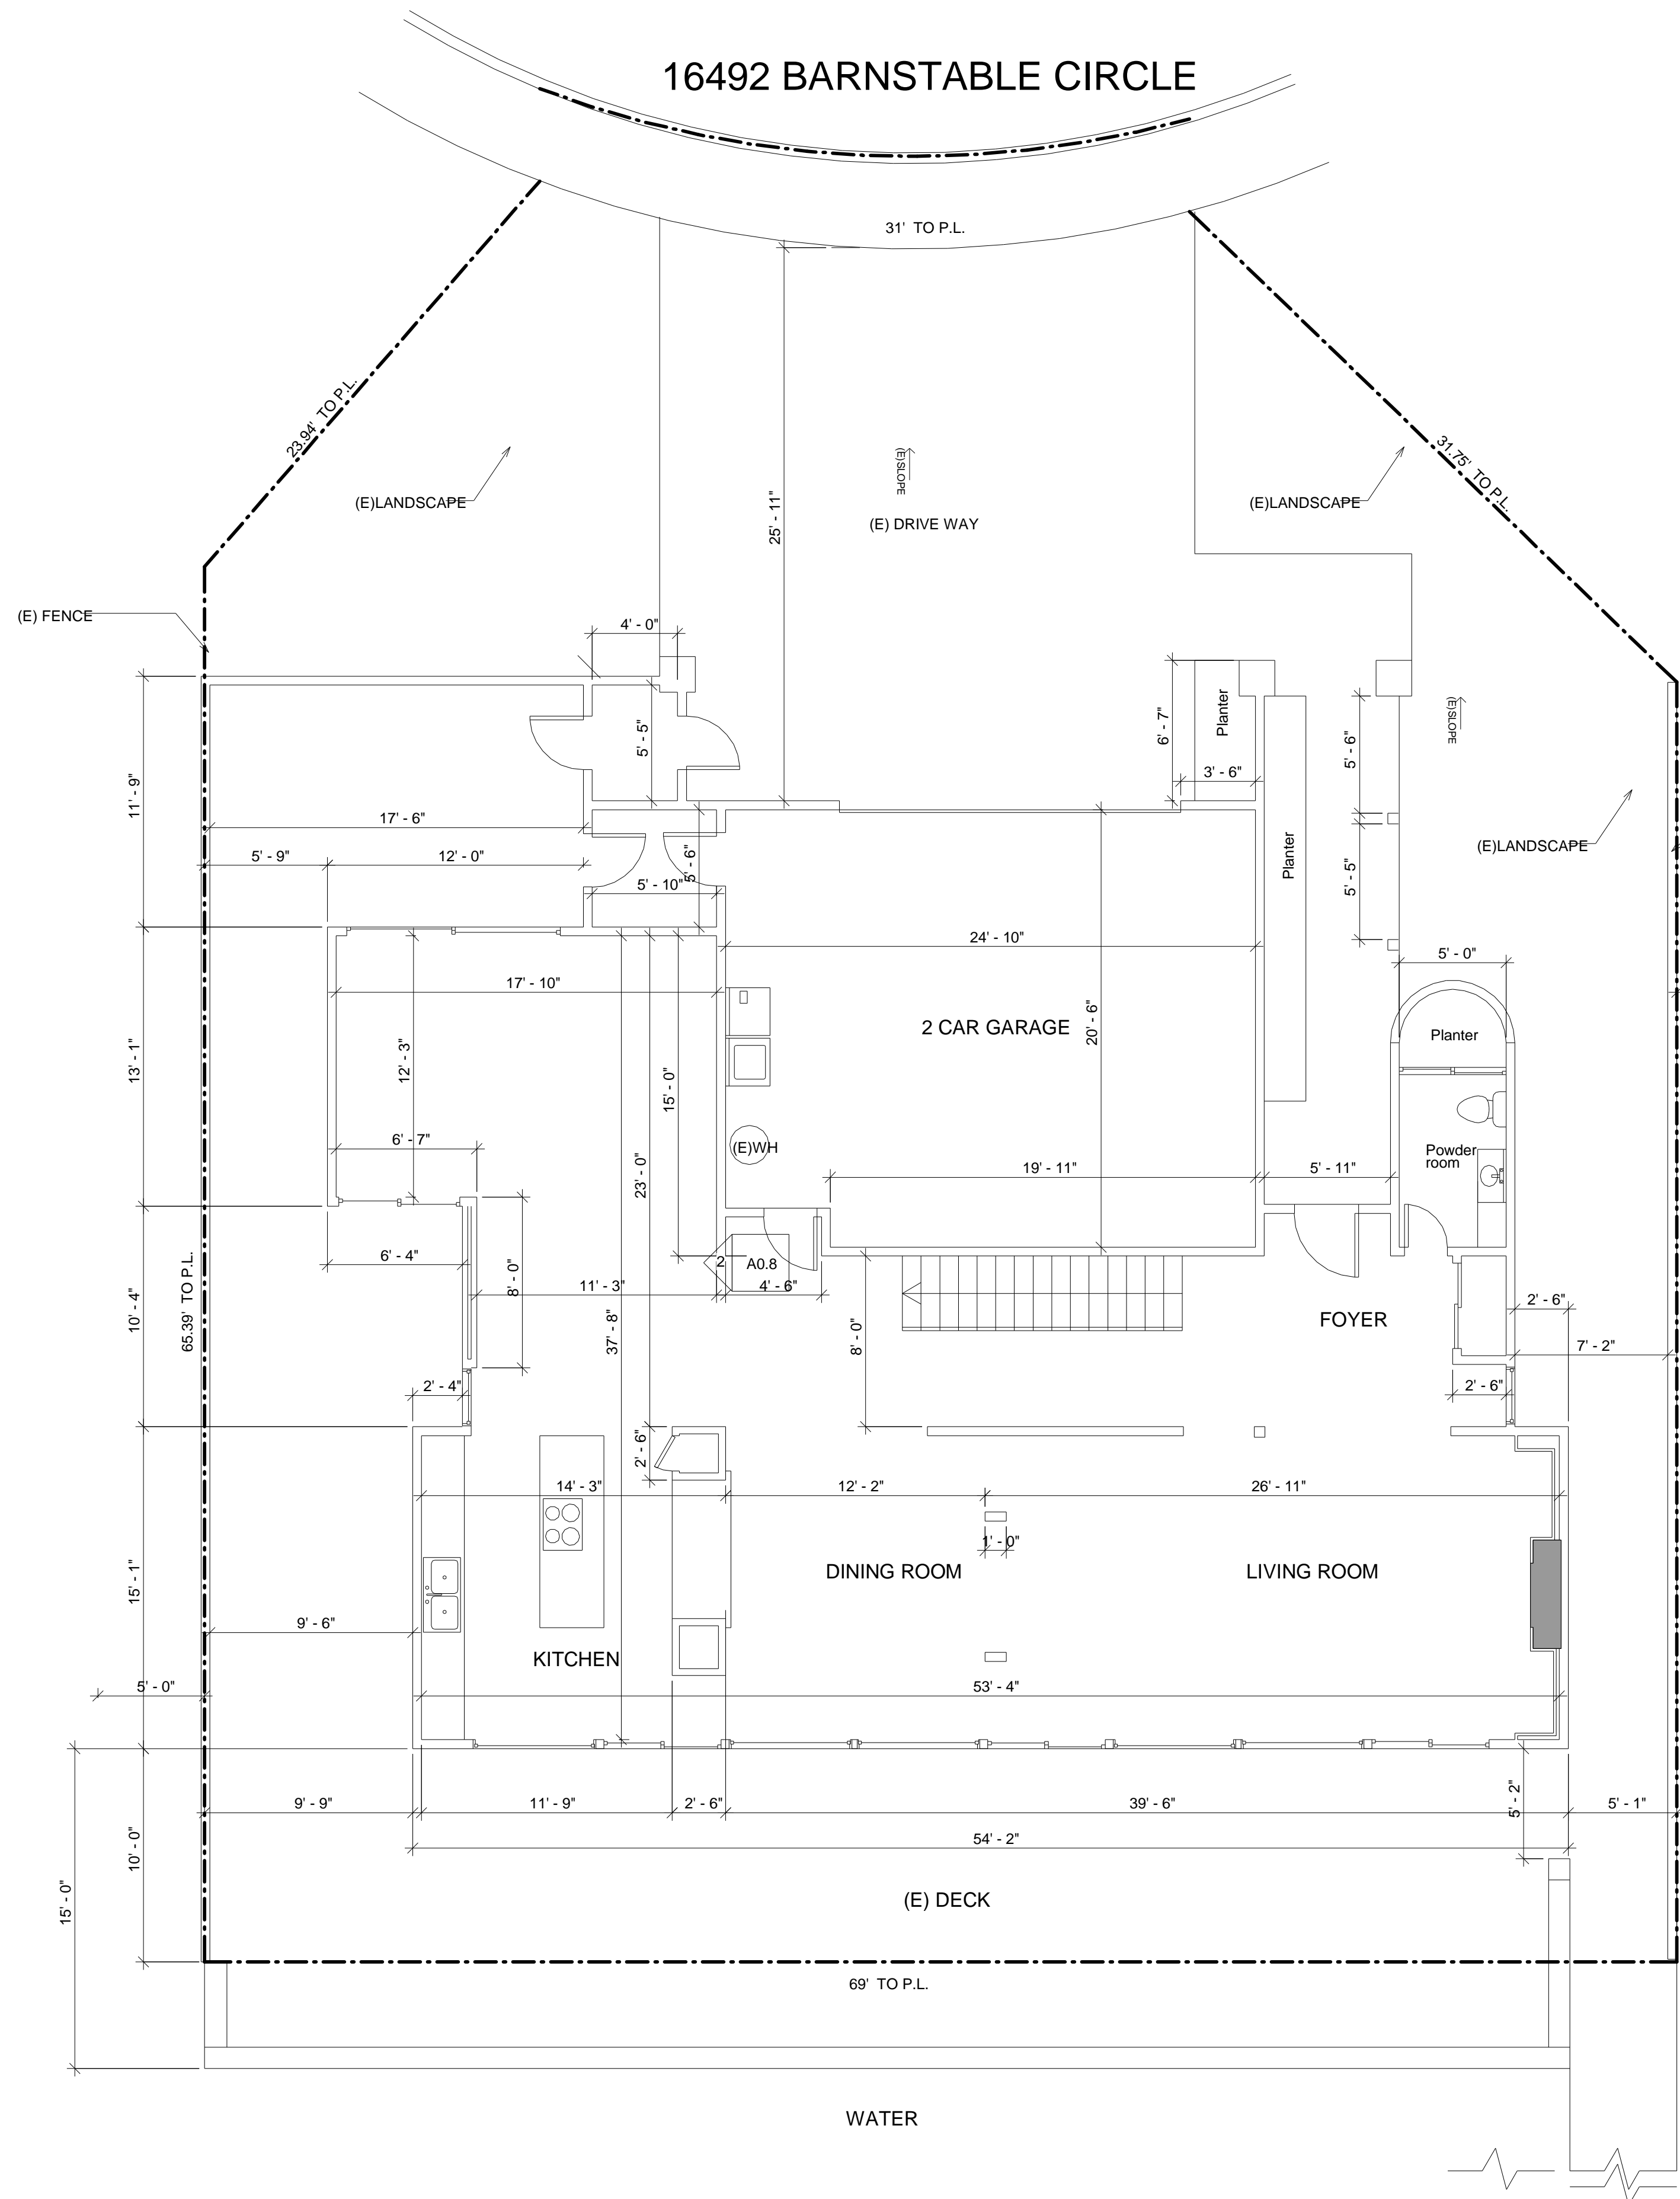 16492 BARNSTABLE CIRCLE
31' TO P.L.
23.94' TO P.L.
31.75' TO P.L.
(E)LANDSCAPE
(E)SLOPE
(E)LANDSCAPE
25' - 11"
(E) DRIVE WAY
(E) FENCE
4' - 0"
5' - 5"
6' - 7"
Planter
3' - 6"
5' - 6"
(E)SLOPE
11' - 9"
17' - 6"
5' - 9"
12' - 0"
5' - 6"
5' - 10"
Planter
5' - 5"
(E)LANDSCAPE
24' - 10"
5' - 0"
17' - 10"
2 CAR GARAGE
20' - 6"
Planter
13' - 1"
12' - 3"
15' - 0"
6' - 7"
(E)WH
Powder
room
23' - 0"
19' - 11"
5' - 11"
6' - 4"
2
A0.8
8' - 0"
11' - 3"
4' - 6"
65.39' TO P.L.
10' - 4"
37' - 8"
8' - 0"
FOYER
2' - 6"
7' - 2"
2' - 4"
2' - 6"
2' - 6"
14' - 3"
12' - 2"
26' - 11"
1' - 0"
15' - 1"
DINING ROOM
LIVING ROOM
9' - 6"
KITCHEN
5' - 0"
53' - 4"
9' - 9"
11' - 9"
2' - 6"
39' - 6"
5' - 2"
5' - 1"
10' - 0"
54' - 2"
15' - 0"
(E) DECK
69' TO P.L.
WATER